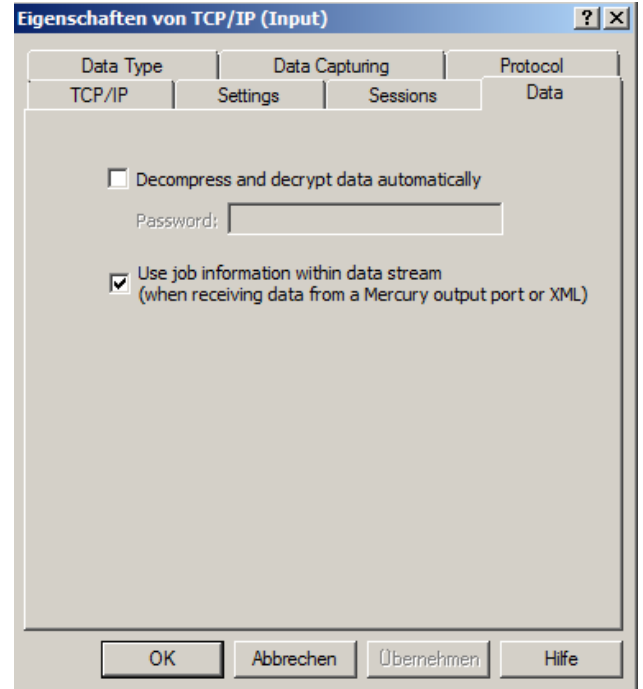 Eigenschaften von TCP/IP (Input)
Data Type Data Capturing Protocol
TCP/IP Settings Sessions Data
Decompress and decrypt data automatically
Password:
Use job information within data stream
(when receiving data from a Mercury output port or XML)
OK Abbrechen Übernehmen Hilfe